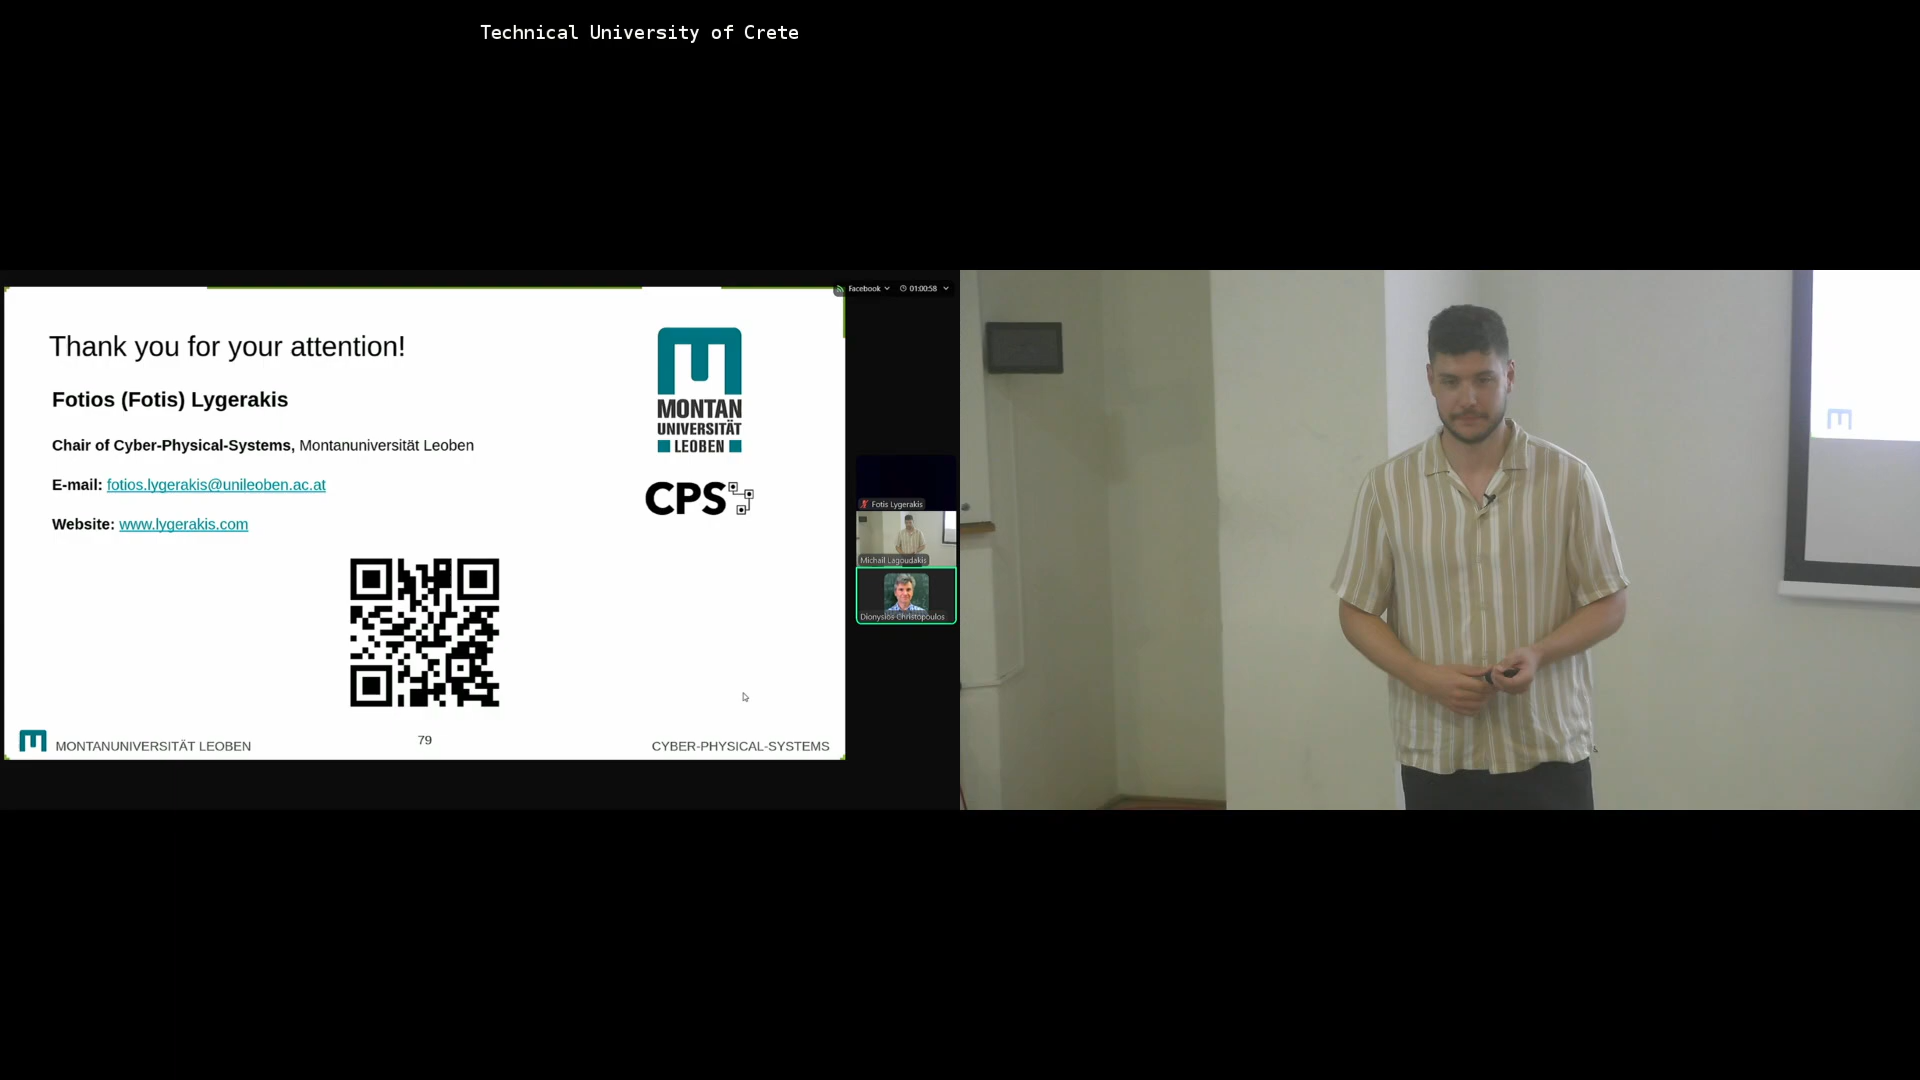 Technical University of Crete
Facebook
01:00:58
Thank you for your attention!
Fotios (Fotis) Lygerakis
Chair of Cyber-Physical-Systems, Montanuniversität Leoben
E-mail: fotios.lygerakis@unileoben.ac.at
Website: www.lygerakis.com
MONTAN
UNIVERSITÄT
LEOBEN
CPS
Fotis Lygerakis
Michail Lagoudakis
Dionysios Christopoulos
MONTANUNIVERSITÄT LEOBEN
79
CYBER-PHYSICAL-SYSTEMS